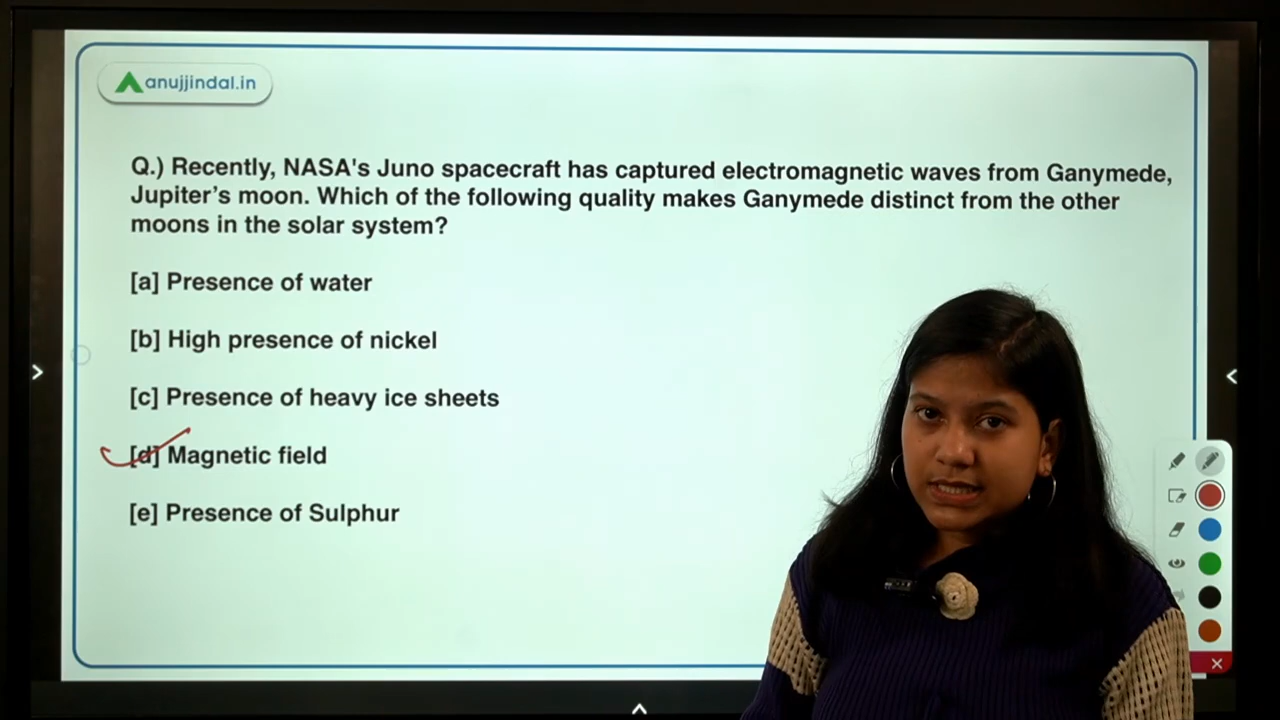 anujjindal.in
Q.) Recently, NASA's Juno spacecraft has captured electromagnetic waves from Ganymede,
Jupiter’s moon. Which of the following quality makes Ganymede distinct from the other
moons in the solar system?
[a] Presence of water
[b] High presence of nickel
[c] Presence of heavy ice sheets
[d] Magnetic field
[e] Presence of Sulphur